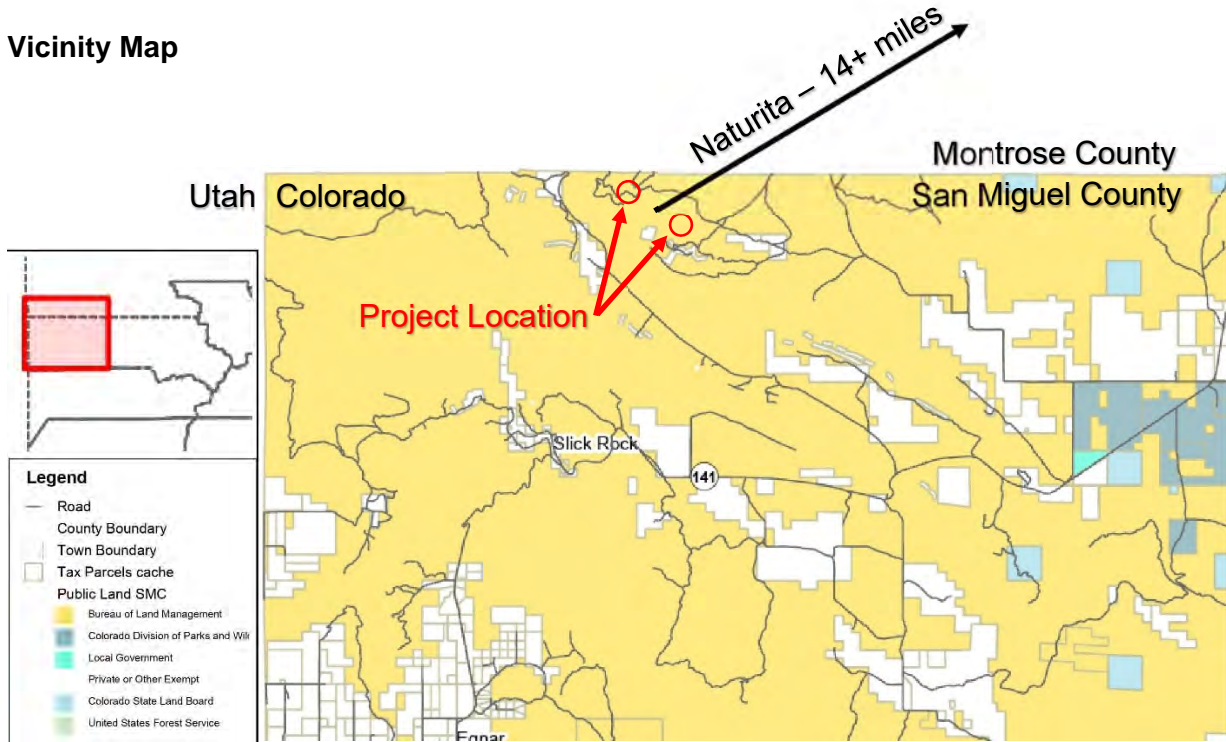 Vicinity Map
Naturita – 14+ miles
Montrose County
Utah Colorado
San Miguel County
Project Location
Slick Rock
141
Egnar
Legend
Road
County Boundary
Town Boundary
Tax Parcels cache
Public Land SMC
Bureau of Land Management
Colorado Division of Parks and Wil
Local Government
Private or Other Exempt
Colorado State Land Board
United States Forest Service